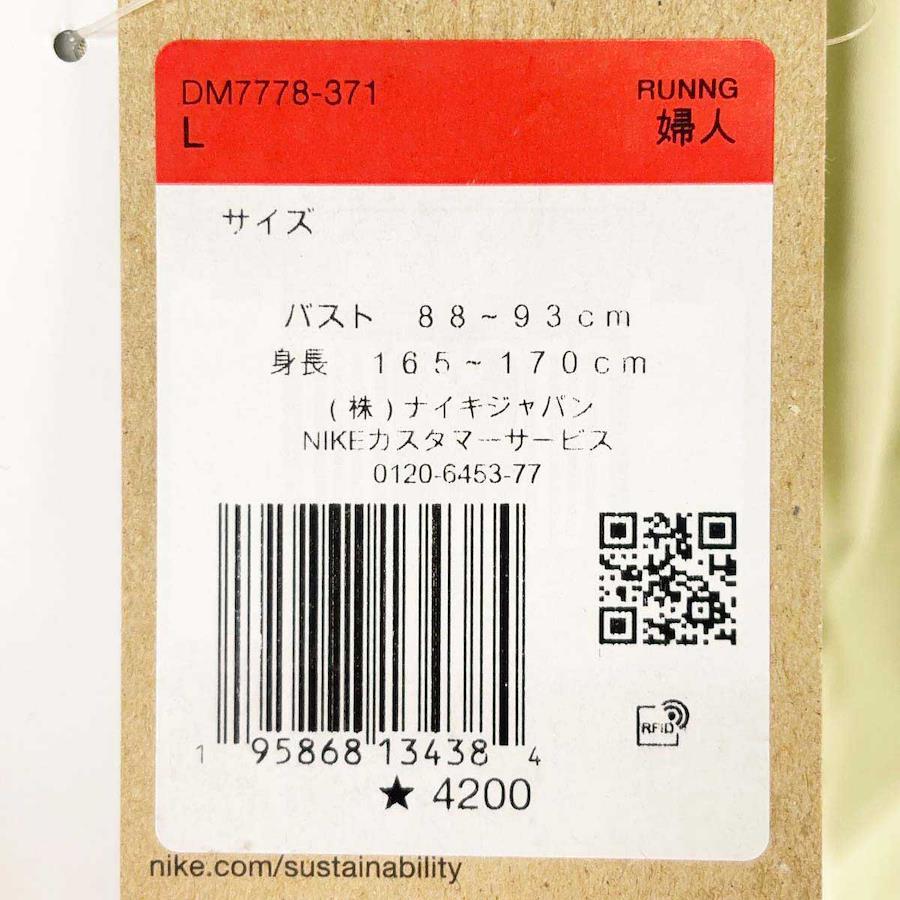 DM7778-371
RUNNG
L
婦人
サイズ
バスト 88~93cm
身長 165~170cm
(株)ナイキジャパン
NIKEカスタマーサービス
0120-6453-77
1 95868 13438 4
★ 4200
RFID
nike.com/sustainability